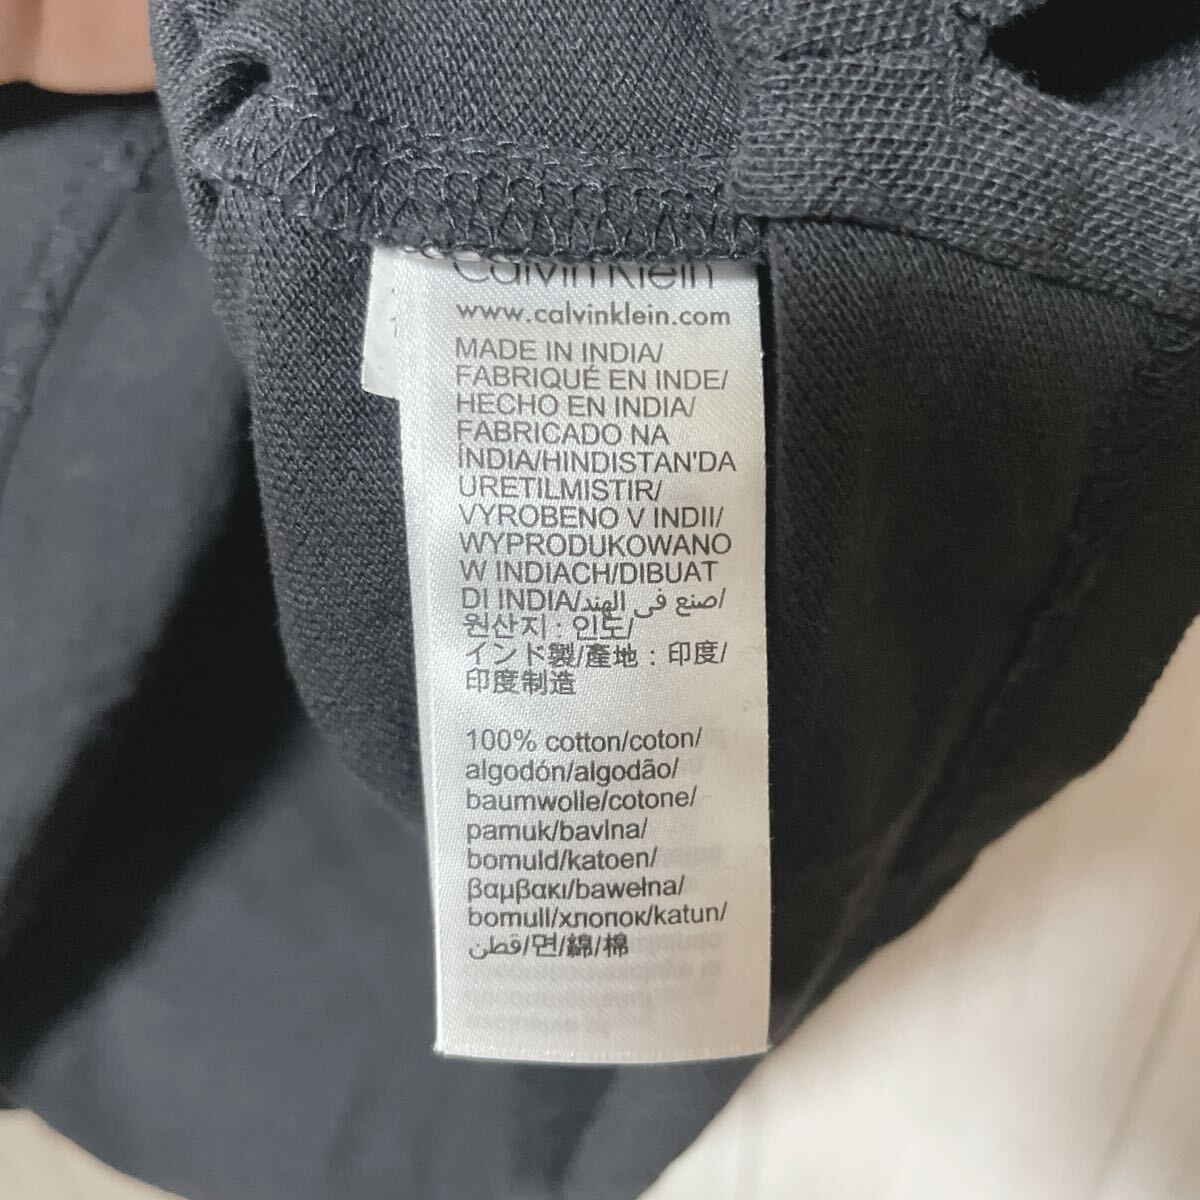 Calvin Klein
www.calvinklein.com
MADE IN INDIA/
FABRIQUÉ EN INDE/
HECHO EN INDIA/
FABRICADO NA
ÍNDIA/HINDISTAN'DA
URETILMISTIR/
VYROBENO V INDII/
WYPRODUKOWANO
W INDIACH/DIBUAT
DI INDIA/صنع في الهند/
원산지 : 인도/
インド製/產地 : 印度/
印度制造
100% cotton/coton/
algodón/algodão/
baumwolle/cotone/
pamuk/bavlna/
bomuld/katoen/
βαμβακι/bawełna/
bomull/хлопок/katun/
قطن/면/綿/棉